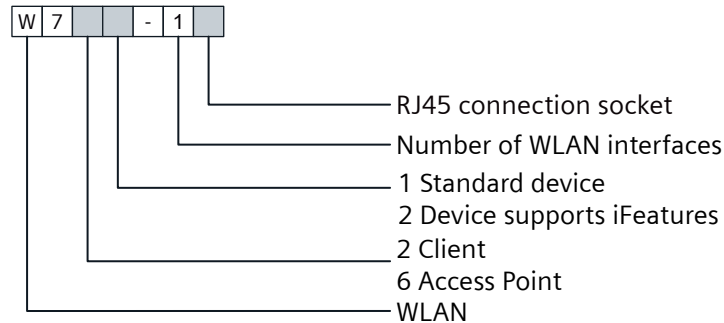 W 7 - 1
RJ45 connection socket
Number of WLAN interfaces
1 Standard device
2 Device supports iFeatures
2 Client
6 Access Point
WLAN